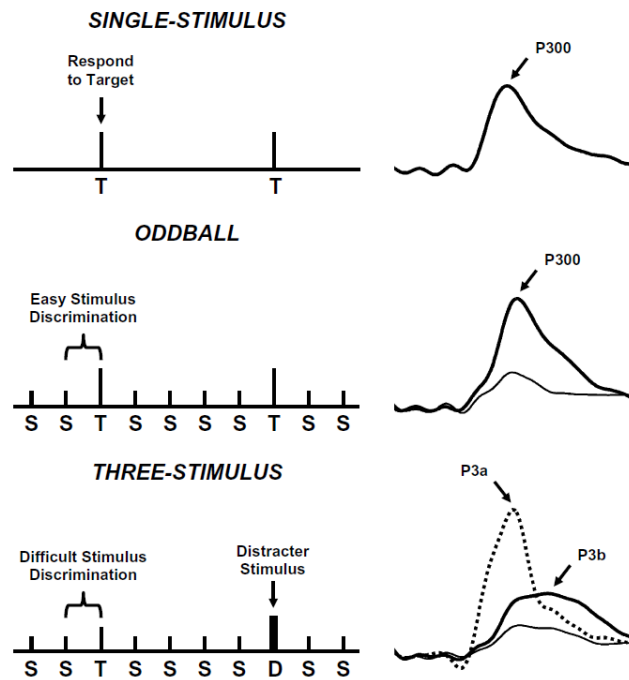 SINGLE-STIMULUS
Respond
to Target
P300
T T
ODDBALL
P300
Easy Stimulus
Discrimination
S S T S S S S T S S
THREE-STIMULUS
P3a
Difficult Stimulus
Discrimination
Distracter
Stimulus
P3b
S S T S S S S D S S